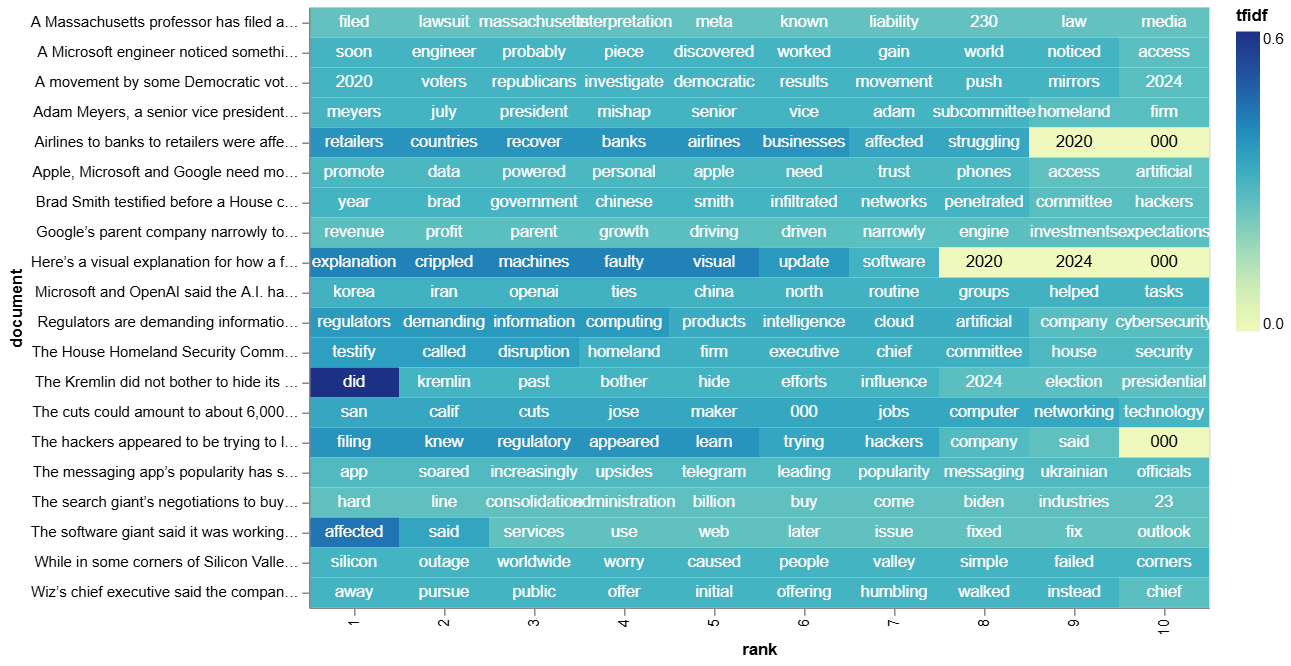 tfidf
0.6
0.0
document
A Massachusetts professor has filed a… filed lawsuit massachusetts interpretation meta known liability 230 law media
A Microsoft engineer noticed somethi… soon engineer probably piece discovered worked gain world noticed access
A movement by some Democratic vot… 2020 voters republicans investigate democratic results movement push mirrors 2024
Adam Meyers, a senior vice president… meyers july president mishap senior vice adam subcommittee homeland firm
Airlines to banks to retailers were affe… retailers countries recover banks airlines businesses affected struggling 2020 000
Apple, Microsoft and Google need mo… promote data powered personal apple need trust phones access artificial
Brad Smith testified before a House c… year brad government chinese smith infiltrated networks penetrated committee hackers
Google’s parent company narrowly to… revenue profit parent growth driving driven narrowly engine investments expectations
Here’s a visual explanation for how a f… explanation crippled machines faulty visual update software 2020 2024 000
Microsoft and OpenAI said the A.I. ha… korea iran openai ties china north routine groups helped tasks
Regulators are demanding informatio… regulators demanding information computing products intelligence cloud artificial company cybersecurity
The House Homeland Security Comm… testify called disruption homeland firm executive chief committee house security
The Kremlin did not bother to hide its … did kremlin past bother hide efforts influence 2024 election presidential
The cuts could amount to about 6,000… san calif cuts jose maker 000 jobs computer networking technology
The hackers appeared to be trying to l… filing knew regulatory appeared learn trying hackers company said 000
The messaging app’s popularity has s… app soared increasingly upsides telegram leading popularity messaging ukrainian officials
The search giant’s negotiations to buy… hard line consolidation administration billion buy come biden industries 23
The software giant said it was working… affected said services use web later issue fixed fix outlook
While in some corners of Silicon Valle… silicon outage worldwide worry caused people valley simple failed corners
Wiz’s chief executive said the compan… away pursue public offer initial offering humbling walked instead chief
1 2 3 4 5 6 7 8 9 10
rank